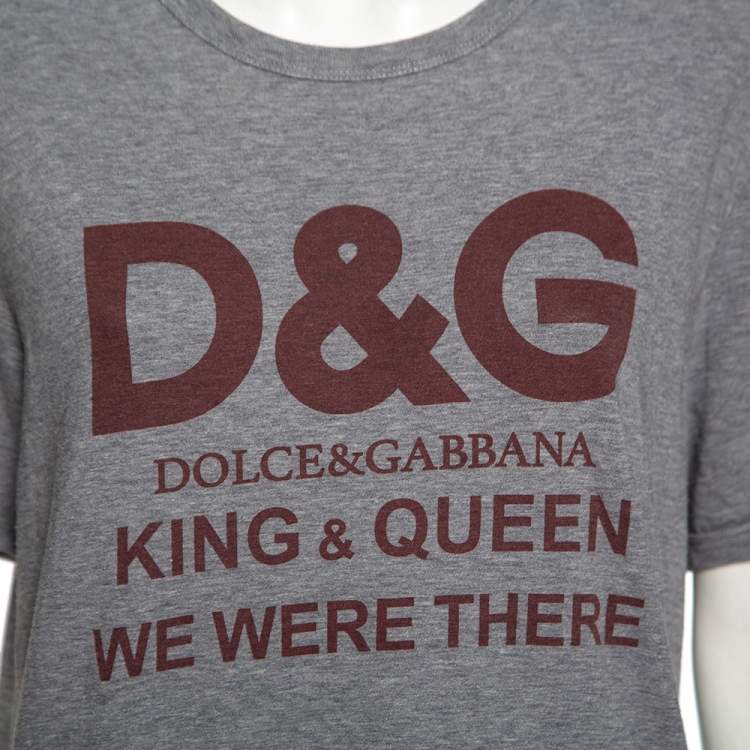 D&G
DOLCE&GABBANA
KING & QUEEN
WE WERE THERE